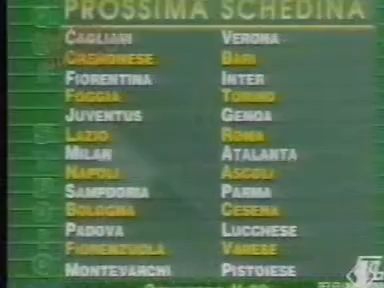 PROSSIMA SCHEDINA
CAGLIARI VERONA
CREMONESE BARI
FIORENTINA INTER
FOGGIA TORINO
JUVENTUS GENOA
LAZIO ROMA
MILAN ATALANTA
NAPOLI ASCOLI
SAMPDORIA PARMA
BOLOGNA CESENA
PADOVA LUCCHESE
FIORENZUOLA VARESE
MONTEVARCHI PISTOIESE